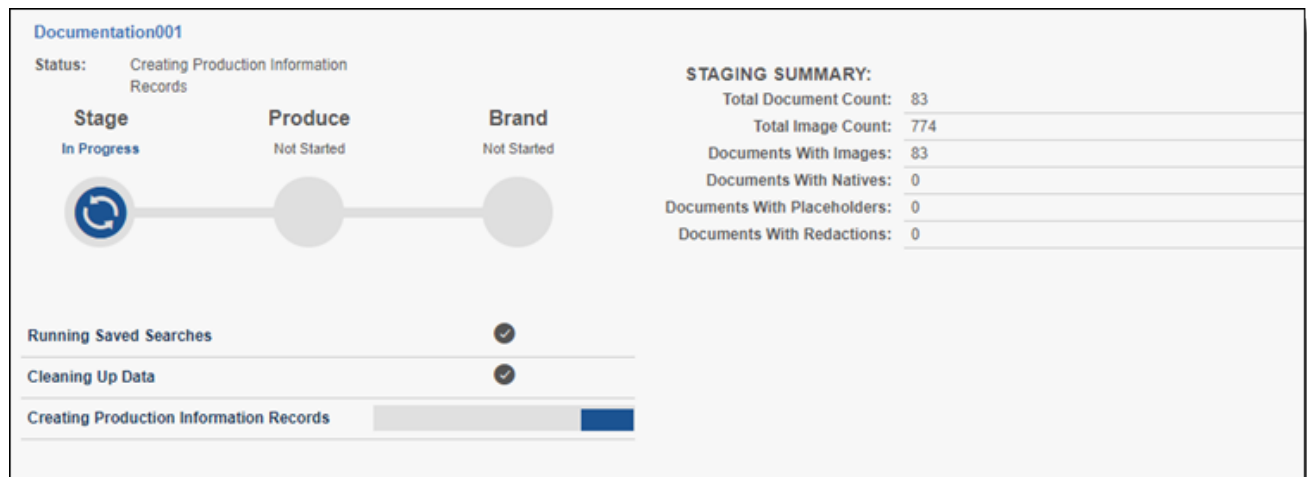 Documentation001
Status: Creating Production Information
Records
Stage Produce Brand
In Progress Not Started Not Started
Running Saved Searches
Cleaning Up Data
Creating Production Information Records
STAGING SUMMARY:
Total Document Count: 83
Total Image Count: 774
Documents With Images: 83
Documents With Natives: 0
Documents With Placeholders: 0
Documents With Redactions: 0